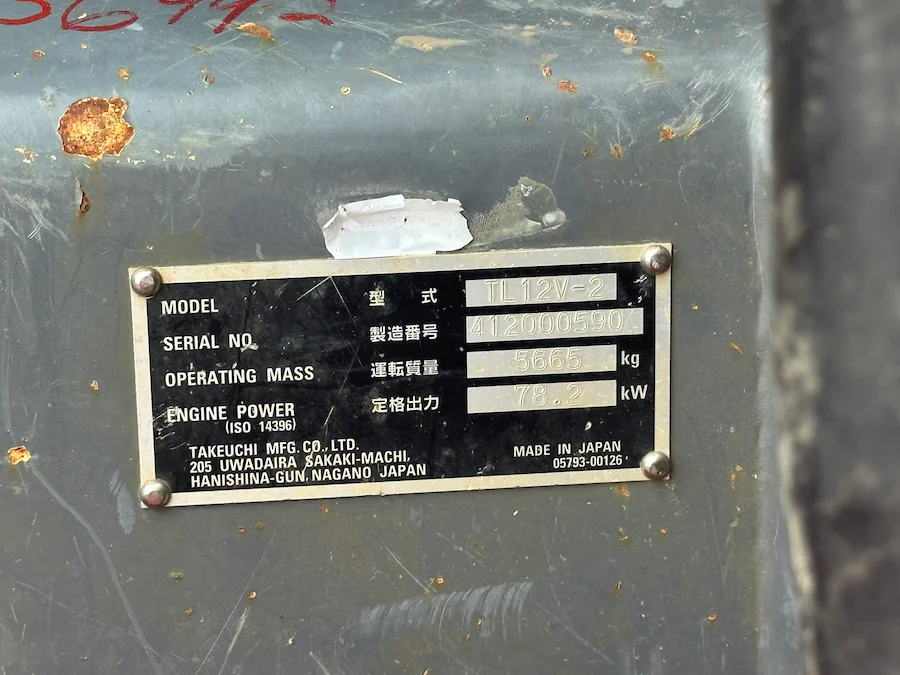 MODEL 型 式 TL12V-2
SERIAL NO. 製造番号 412000590
OPERATING MASS 運転質量 5665 kg
ENGINE POWER 定格出力 78.2 kW
(ISO 14396)
TAKEUCHI MFG. CO., LTD.
205 UWADAIRA SAKAKI-MACHI,
HANISHINA-GUN, NAGANO JAPAN
MADE IN JAPAN
05793-00126